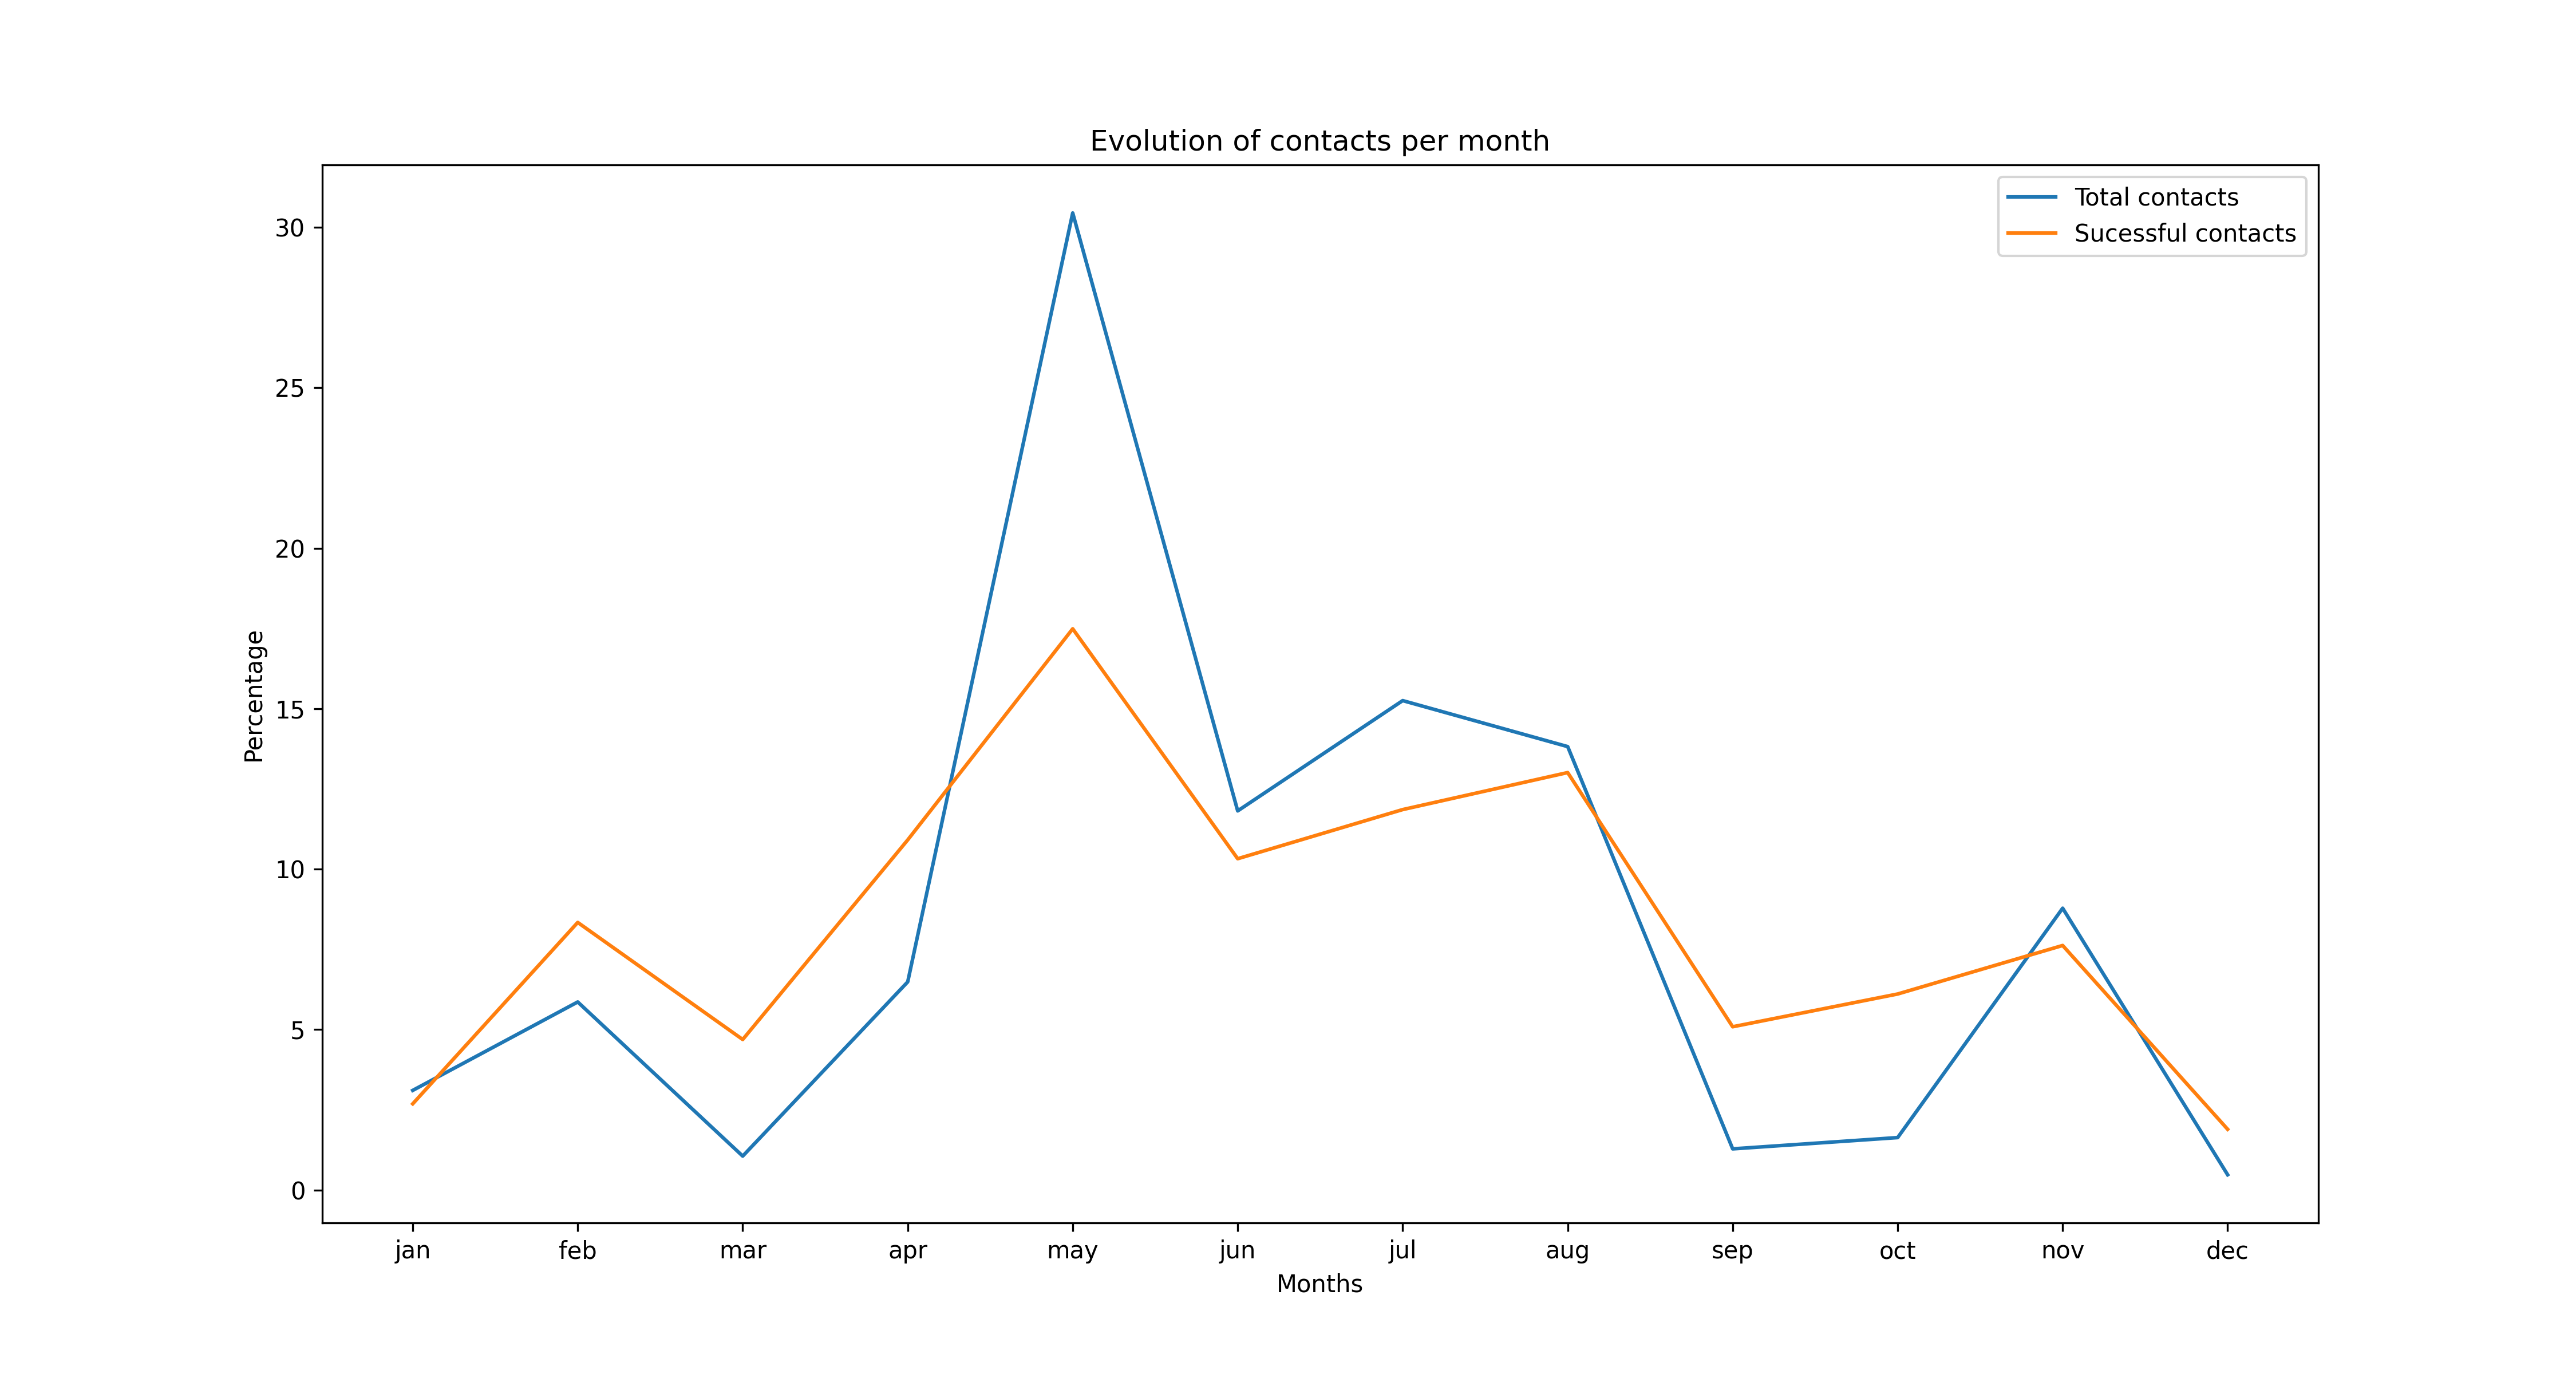 Evolution of contacts per month
Total contacts
Sucessful contacts
Percentage
30
25
20
15
10
5
0
jan feb mar apr may jun jul aug sep oct nov dec
Months